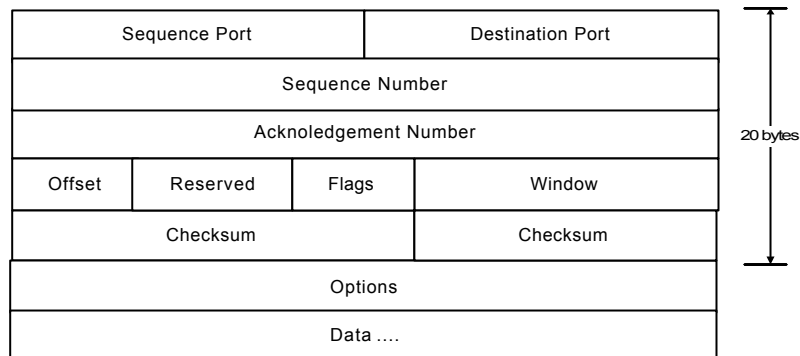 Sequence Port
Destination Port
Sequence Number
Acknoledgement Number
20 bytes
Offset
Reserved
Flags
Window
Checksum
Checksum
Options
Data ....